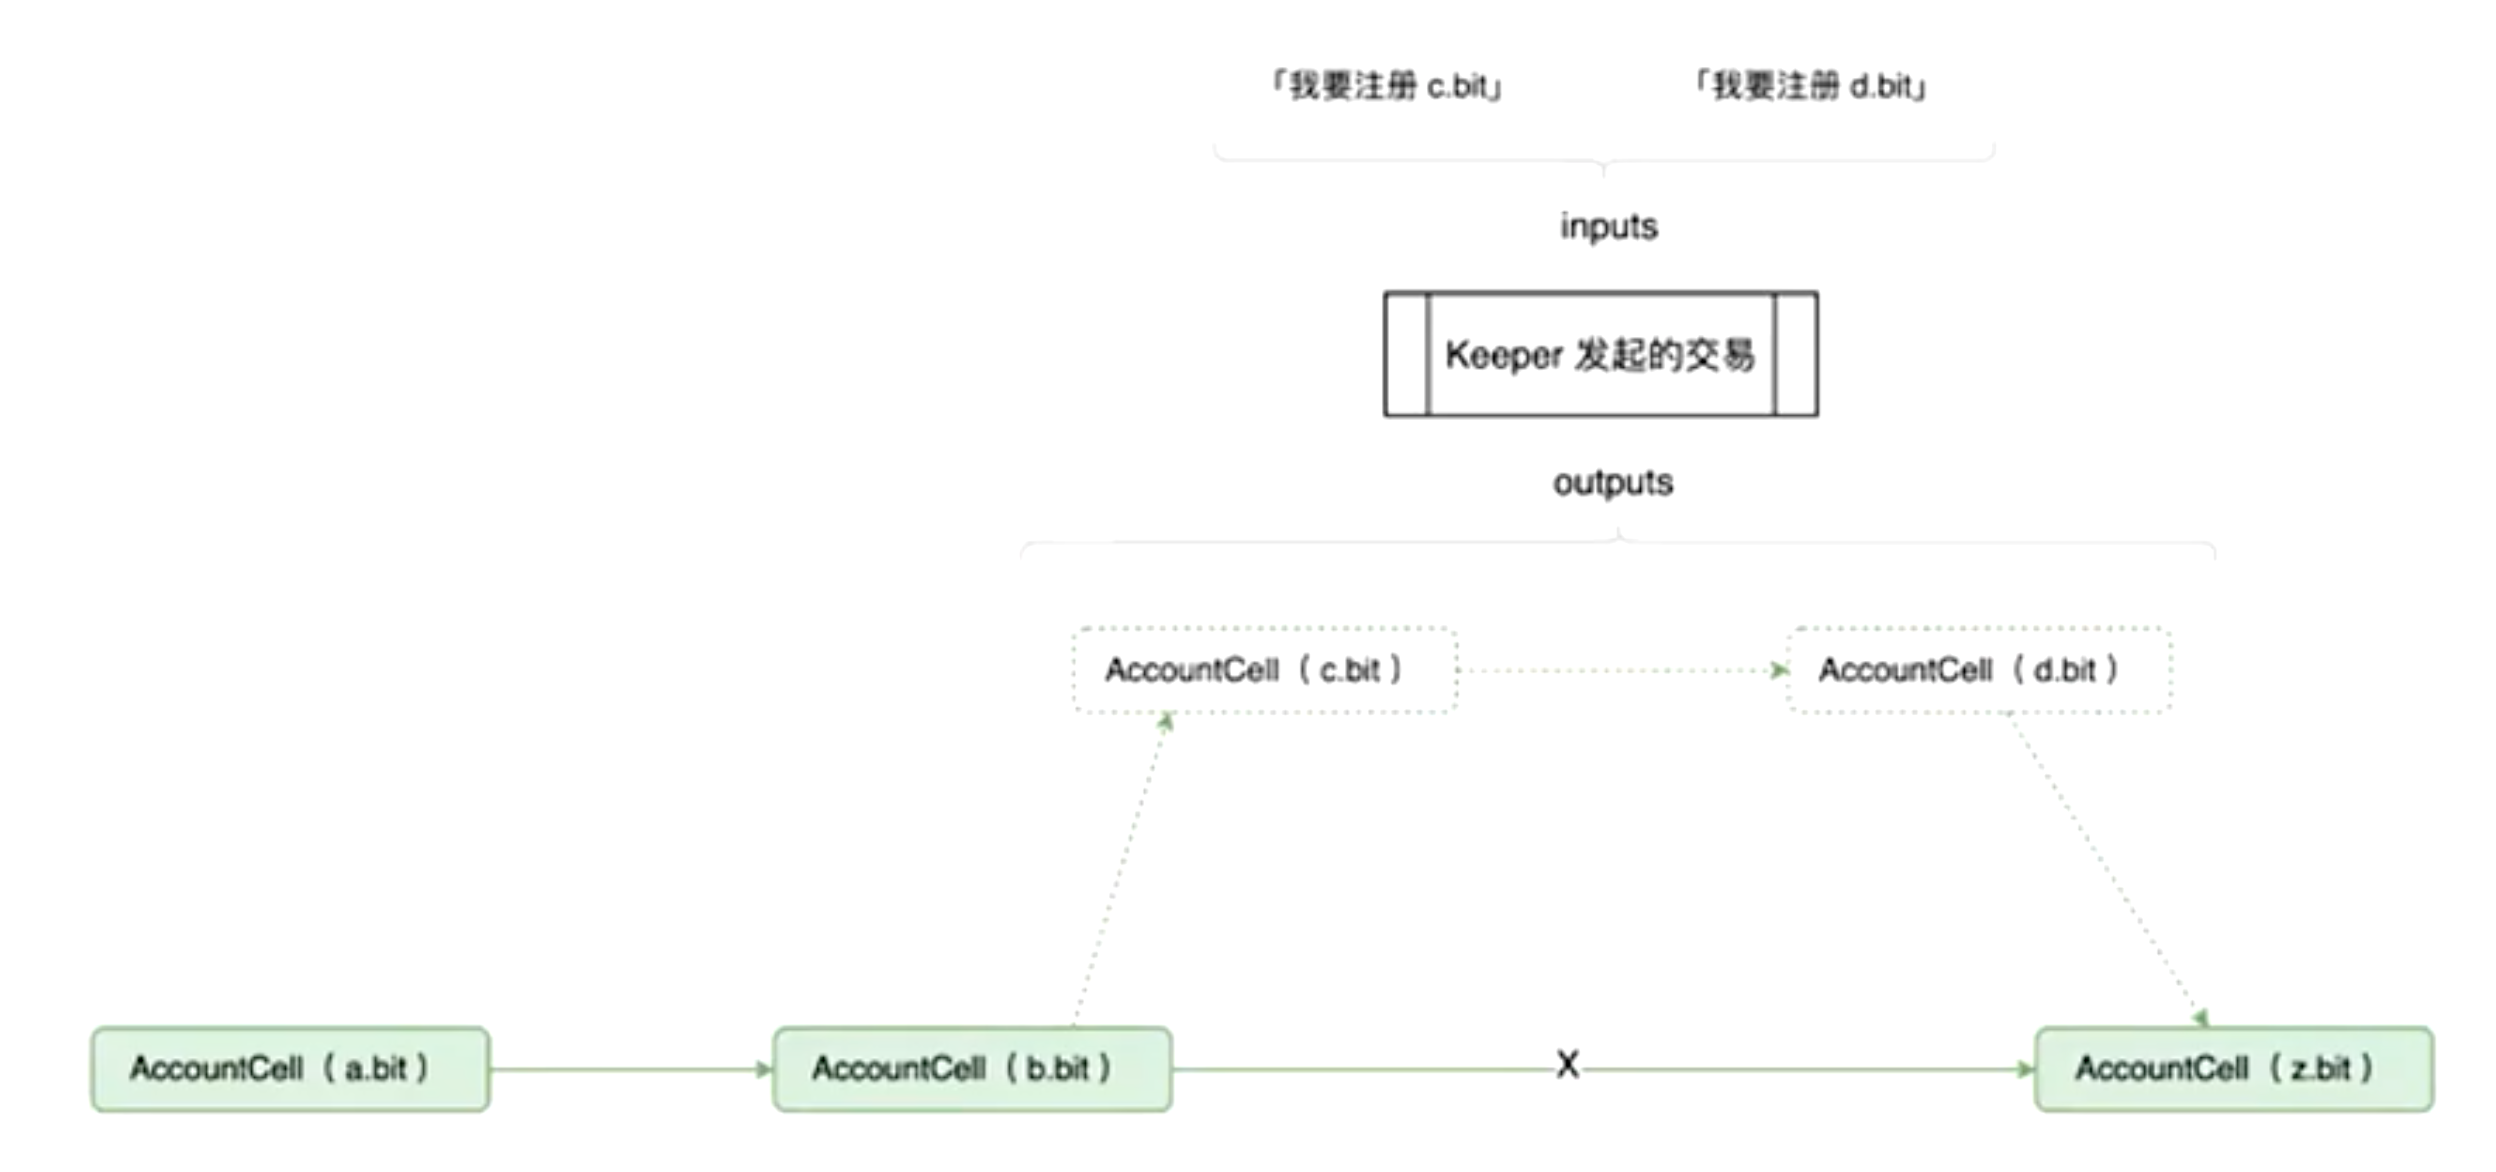 「我要注册 c.bit」
「我要注册 d.bit」
inputs
Keeper 发起的交易
outputs
AccountCell（c.bit）
AccountCell（d.bit）
AccountCell（a.bit）
AccountCell（b.bit）
X
AccountCell（z.bit）